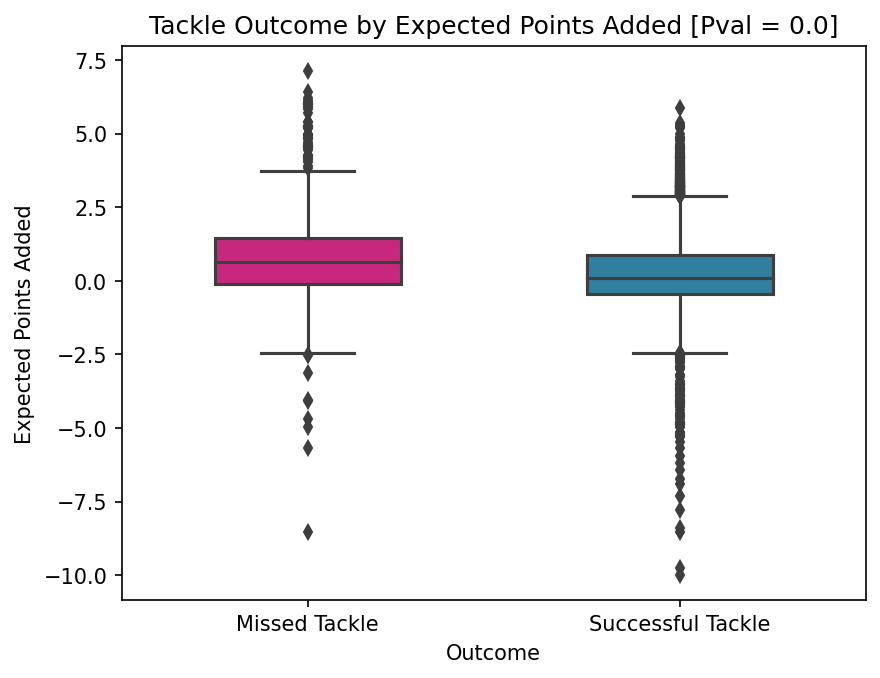 Tackle Outcome by Expected Points Added [Pval = 0.0]
7.5
5.0
2.5
0.0
−2.5
−5.0
−7.5
−10.0
Expected Points Added
Missed Tackle
Successful Tackle
Outcome